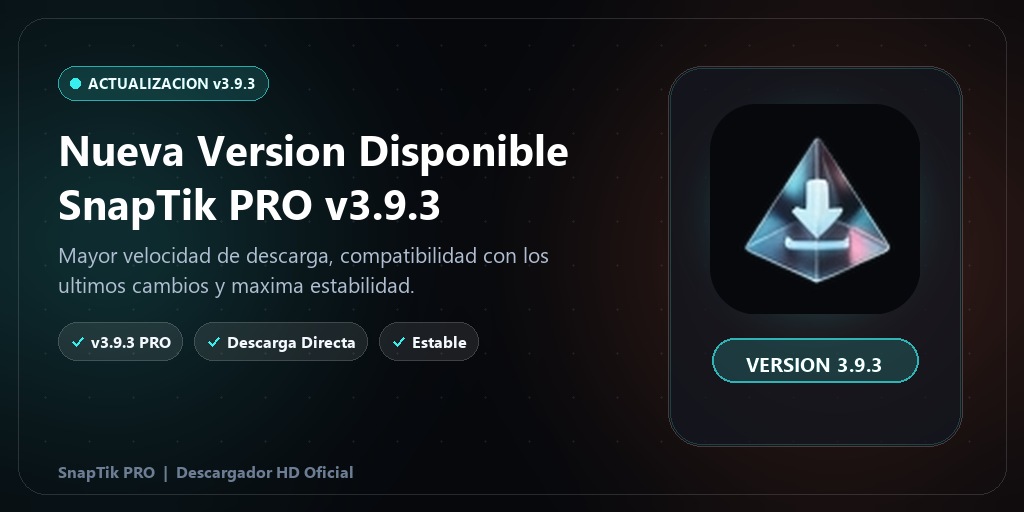 ACTUALIZACION v3.9.3
Nueva Version Disponible
SnapTik PRO v3.9.3
Mayor velocidad de descarga, compatibilidad con los
ultimos cambios y maxima estabilidad.
v3.9.3 PRO
Descarga Directa
Estable
VERSION 3.9.3
SnapTik PRO | Descargador HD Oficial